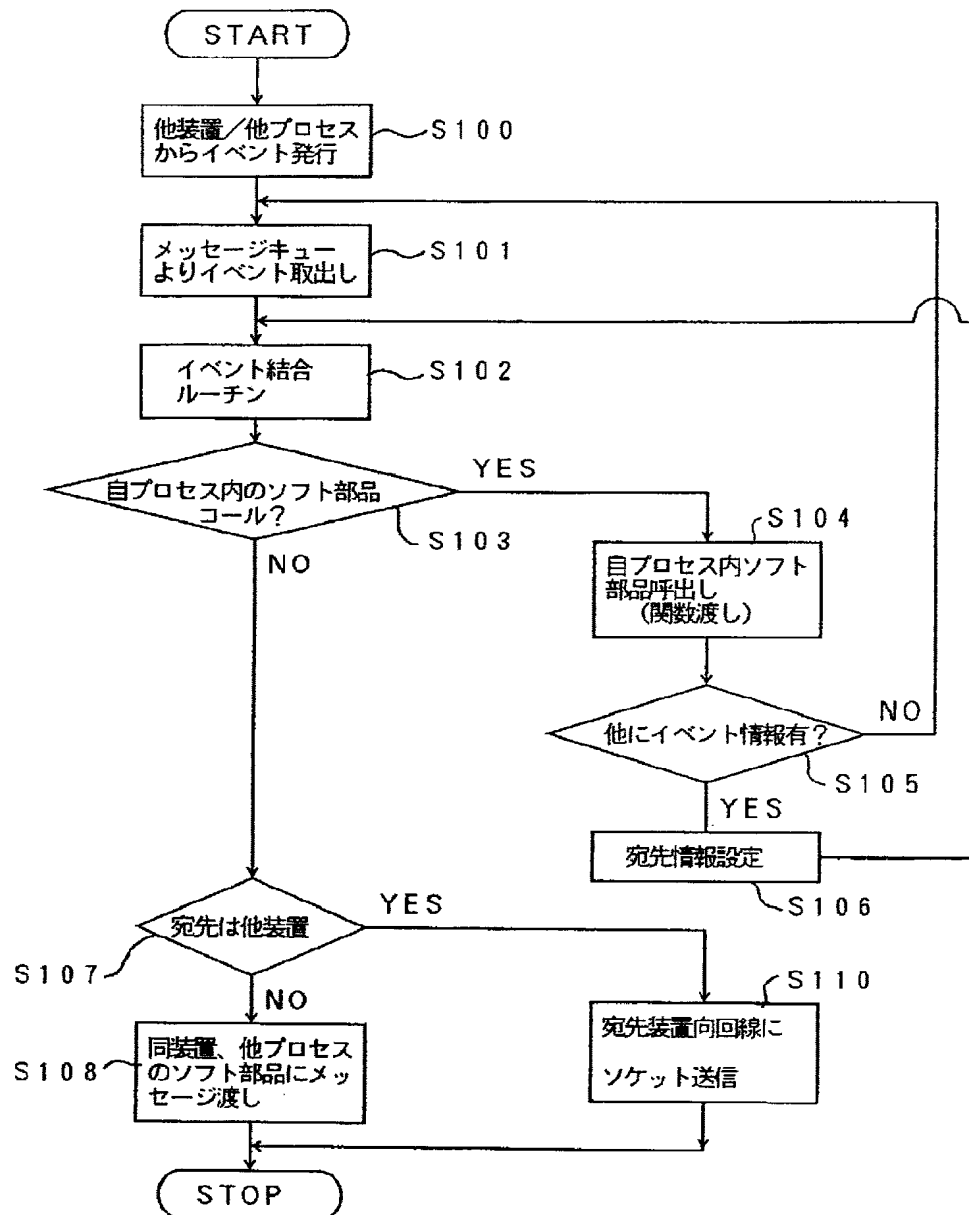 START
他装置／他プロセス
からイベント発行
S100
メッセージキュー
よりイベント取出し
S101
イベント結合
ルーチン
S102
自プロセス内のソフト部品
コール？
S103
YES
NO
S104
自プロセス内ソフト
部品呼出し
（関数渡し）
他にイベント情報有？
NO
S105
YES
宛先情報設定
S106
宛先は他装置
YES
S107
NO
S110
宛先装置向回線に
ソケット送信
同装置、他プロセス
のソフト部品にメッ
セージ渡し
S108
STOP